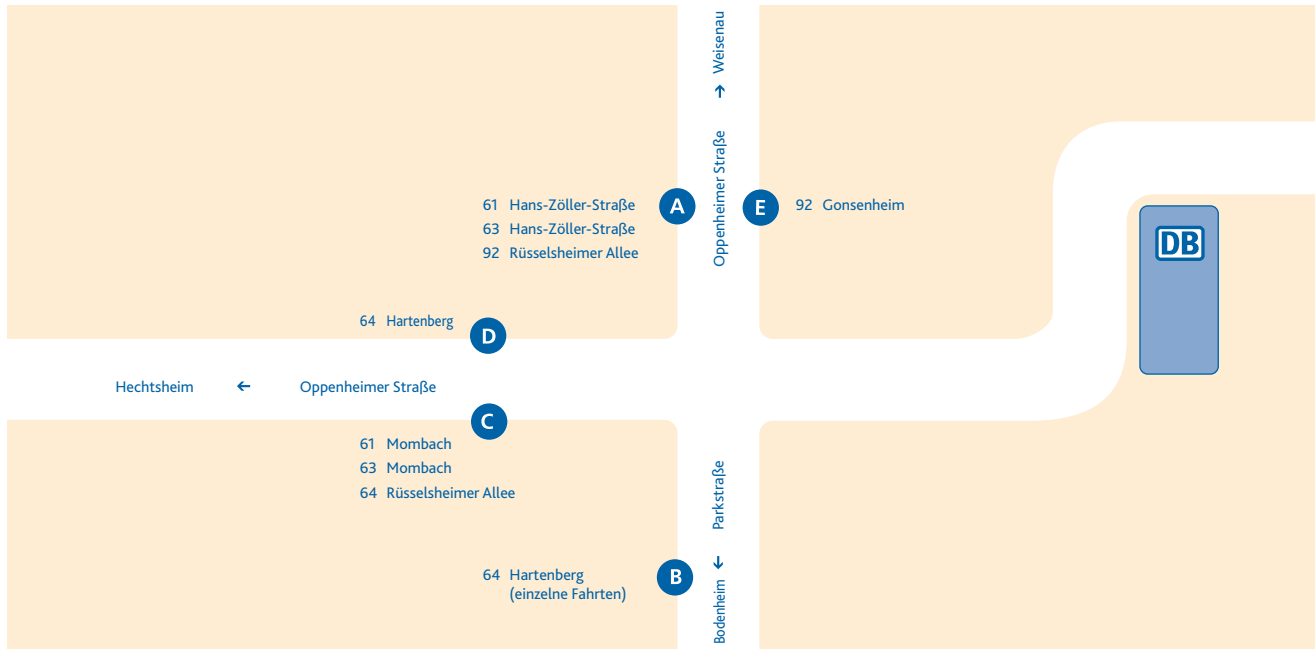 → Weisenau
Oppenheimer Straße
61 Hans-Zöller-Straße
63 Hans-Zöller-Straße
92 Rüsselsheimer Allee
A
E
92 Gonsenheim
DB
64 Hartenberg
D
Hechtsheim ← Oppenheimer Straße
C
61 Mombach
63 Mombach
64 Rüsselsheimer Allee
Parkstraße
64 Hartenberg
(einzelne Fahrten)
B
Bodenheim ←